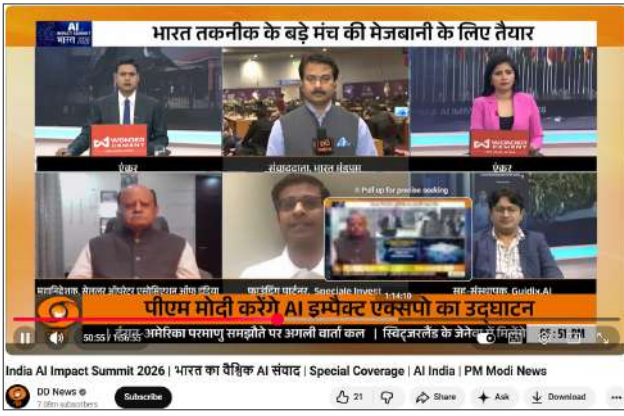 AI
IMPACT SUMMIT
भारत 2026
भारत तकनीक के बड़े मंच की मेजबानी के लिए तैयार
WONDER CEMENT
WONDER CEMENT
एंकर
संवाददाता, भारत मंडपम
एंकर
Pull up for precise seeking
महानिदेशक, सेलुलर ऑपरेटर एसोसिएशन ऑफ इंडिया
फाउंडिंग पार्टनर, Speciale Invest
सह-संस्थापक, Guidix.AI
1:14:10
पीएम मोदी करेंगे AI इम्पैक्ट एक्सपो का उद्घाटन
50:55 / 1:56:55
ईरान-अमेरिका परमाणु समझौते पर अगली वार्ता कल | स्विट्जरलैंड के जेनेवा में
India AI Impact Summit 2026 | भारत का वैश्विक AI संवाद | Special Coverage | AI India | PM Modi News
DD News
7.08m subscribers
Subscribe
21
Share
Ask
Download